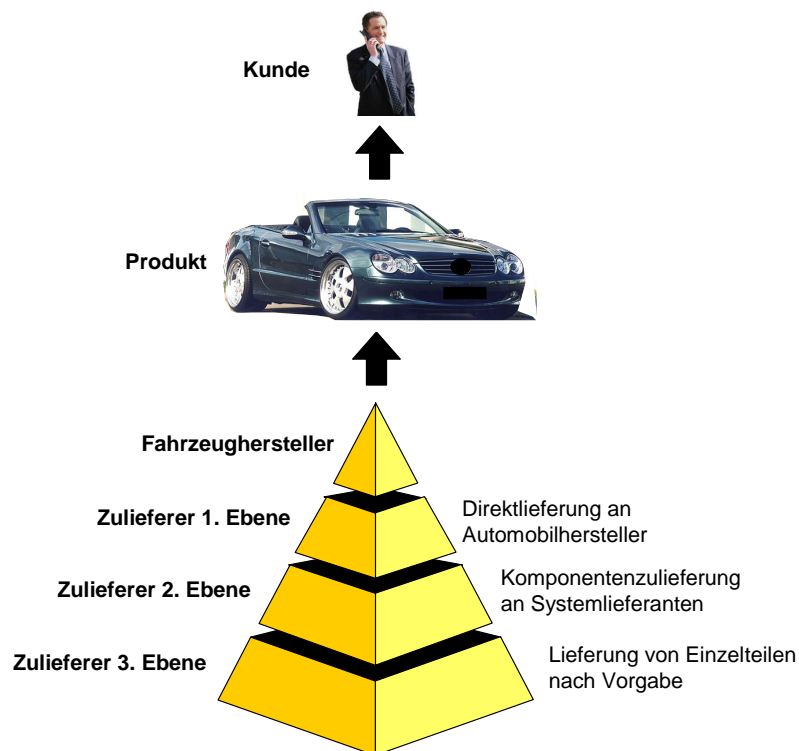 Kunde
Produkt
Fahrzeughersteller
Zulieferer 1. Ebene
Direktlieferung an
Automobilhersteller
Zulieferer 2. Ebene
Komponentenzulieferung
an Systemlieferanten
Zulieferer 3. Ebene
Lieferung von Einzelteilen
nach Vorgabe